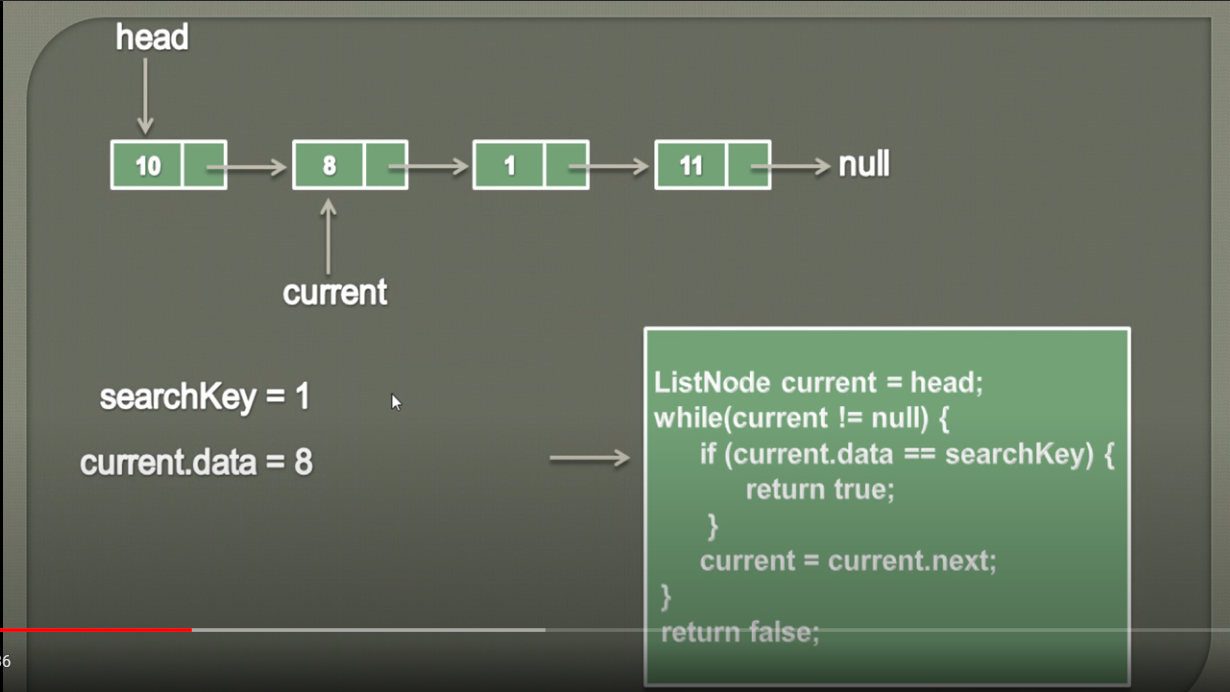 head
10 8 1 11 null
current
searchKey = 1
current.data = 8
ListNode current = head;
while(current != null) {
if (current.data == searchKey) {
return true;
}
current = current.next;
}
return false;